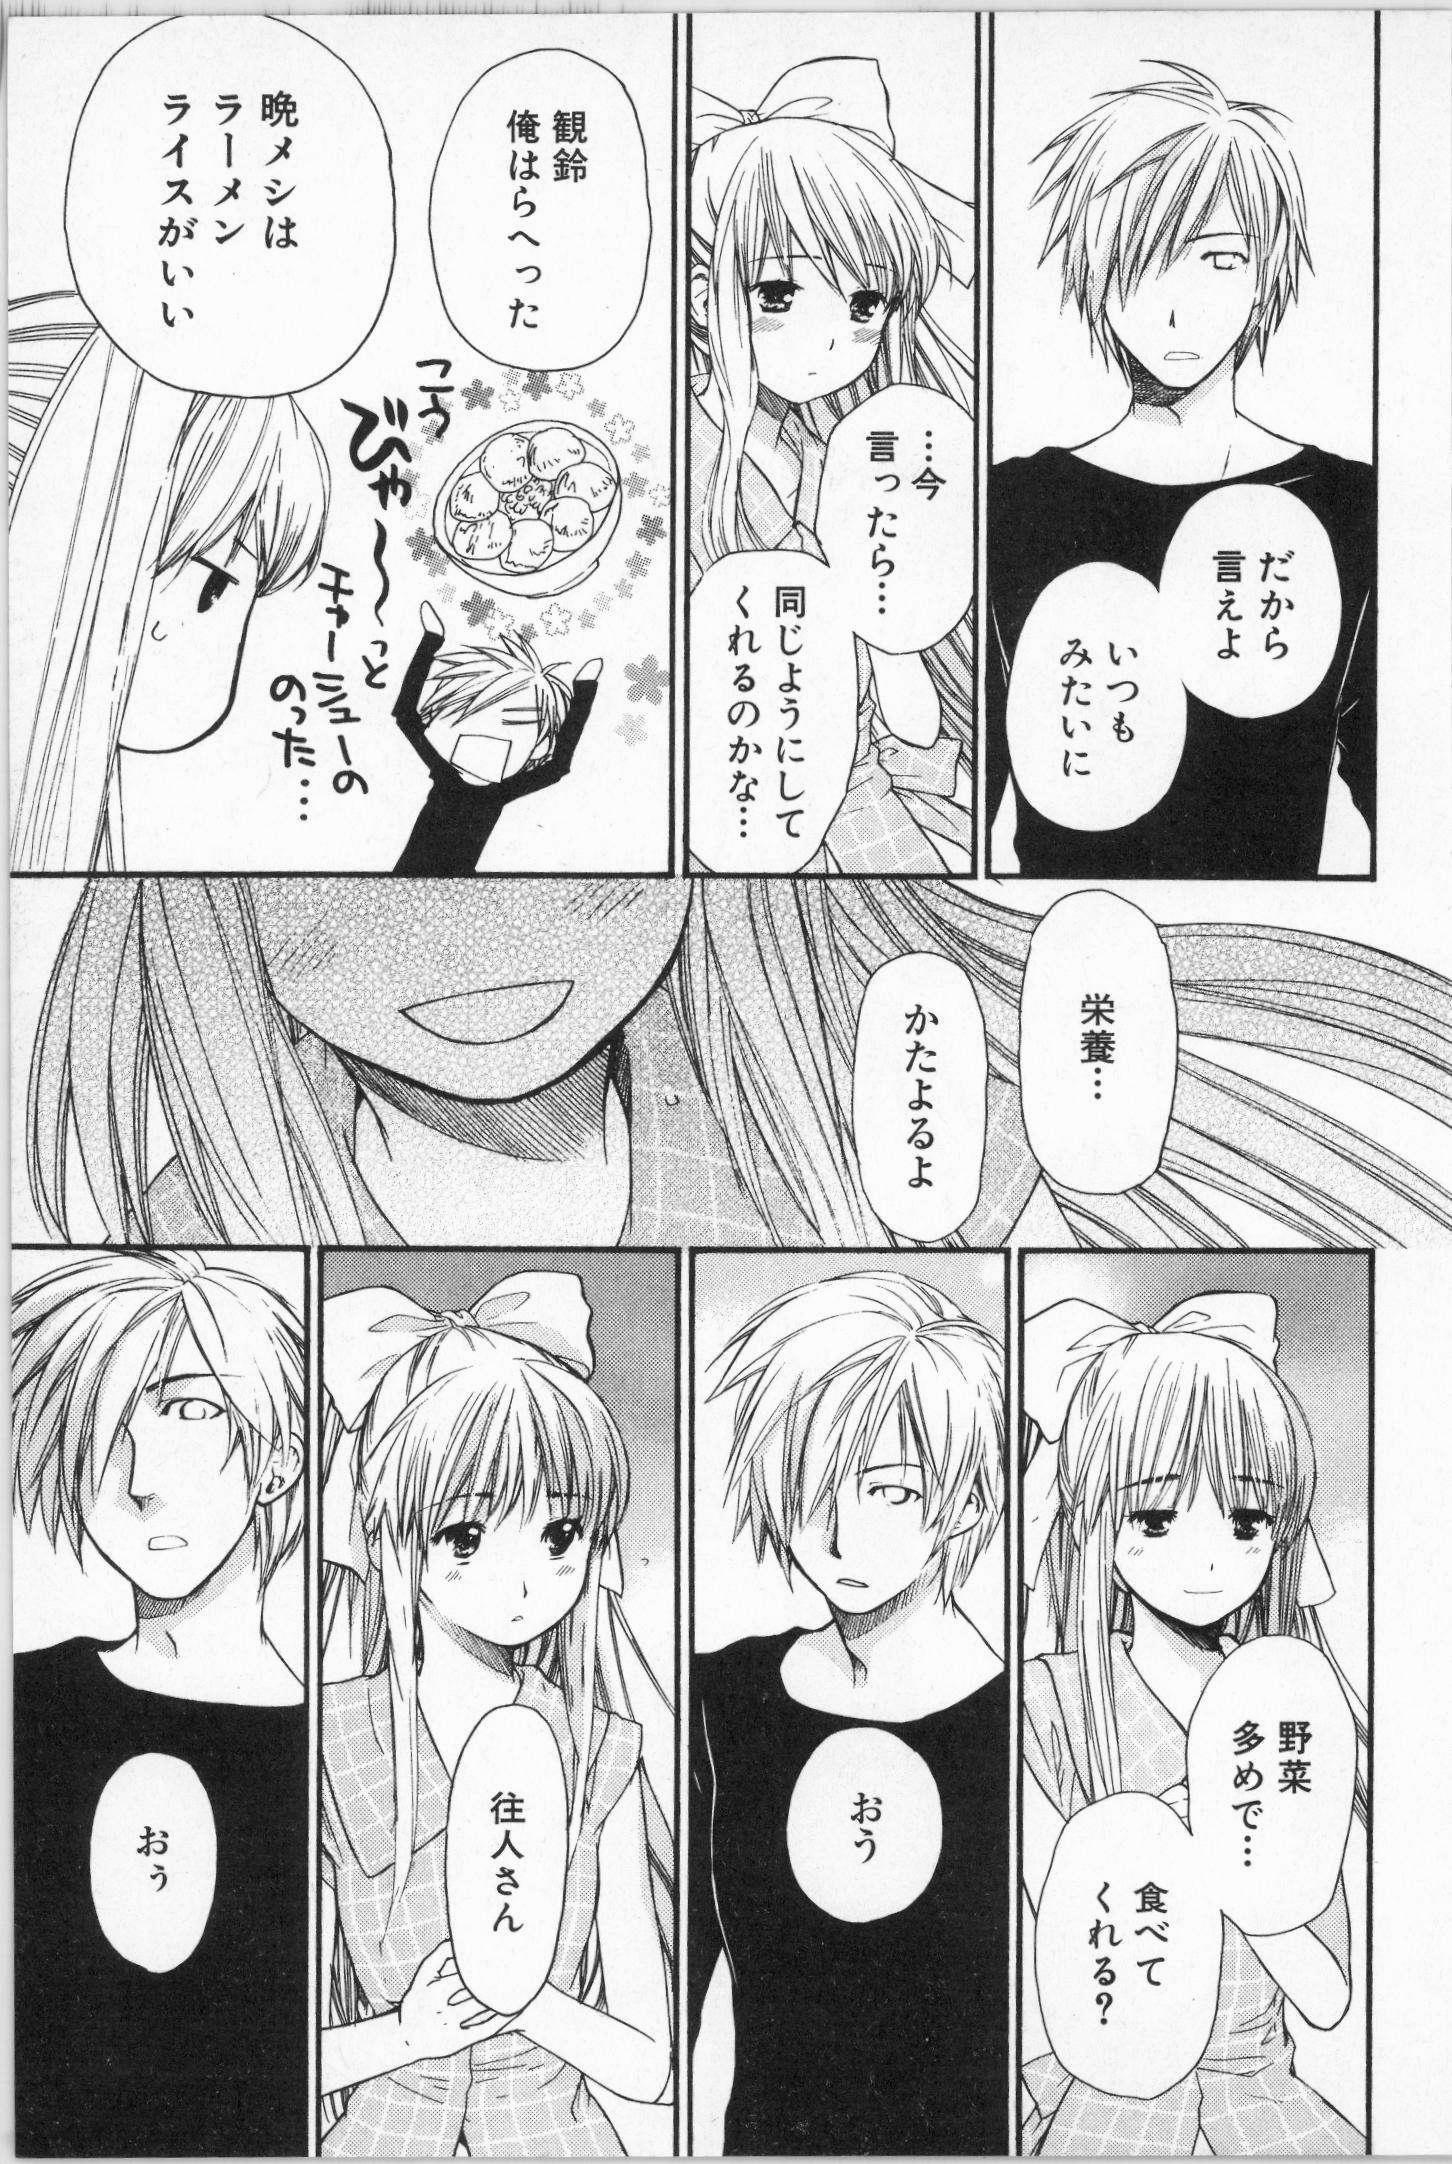 だから
言えよ
いつも
みたいに
…今
言ったら…
同じようにして
くれるのかな…
観鈴
俺はらへった
晩メシは
ラーメン
ライスがいい
こう
びゃ～～っと
チャーシューの
のった…
栄養…
かたよるよ
野菜
多めで…
食べて
くれる?
おう
往人さん
おぅ